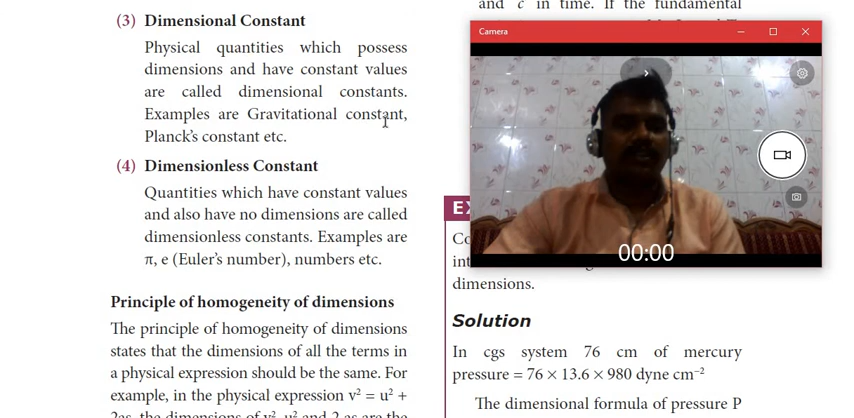 (3) Dimensional Constant
Physical quantities which possess
dimensions and have constant values
are called dimensional constants.
Examples are Gravitational constant,
Planck's constant etc.
(4) Dimensionless Constant
Quantities which have constant values
and also have no dimensions are called
dimensionless constants. Examples are
π, e (Euler's number), numbers etc.
Principle of homogeneity of dimensions
The principle of homogeneity of dimensions
states that the dimensions of all the terms in
a physical expression should be the same. For
example, in the physical expression v² = u² +
and c in time. If the fundamental
Camera
00:00
dimensions.
Solution
In cgs system 76 cm of mercury
pressure = 76 × 13.6 × 980 dyne cm⁻²
The dimensional formula of pressure P